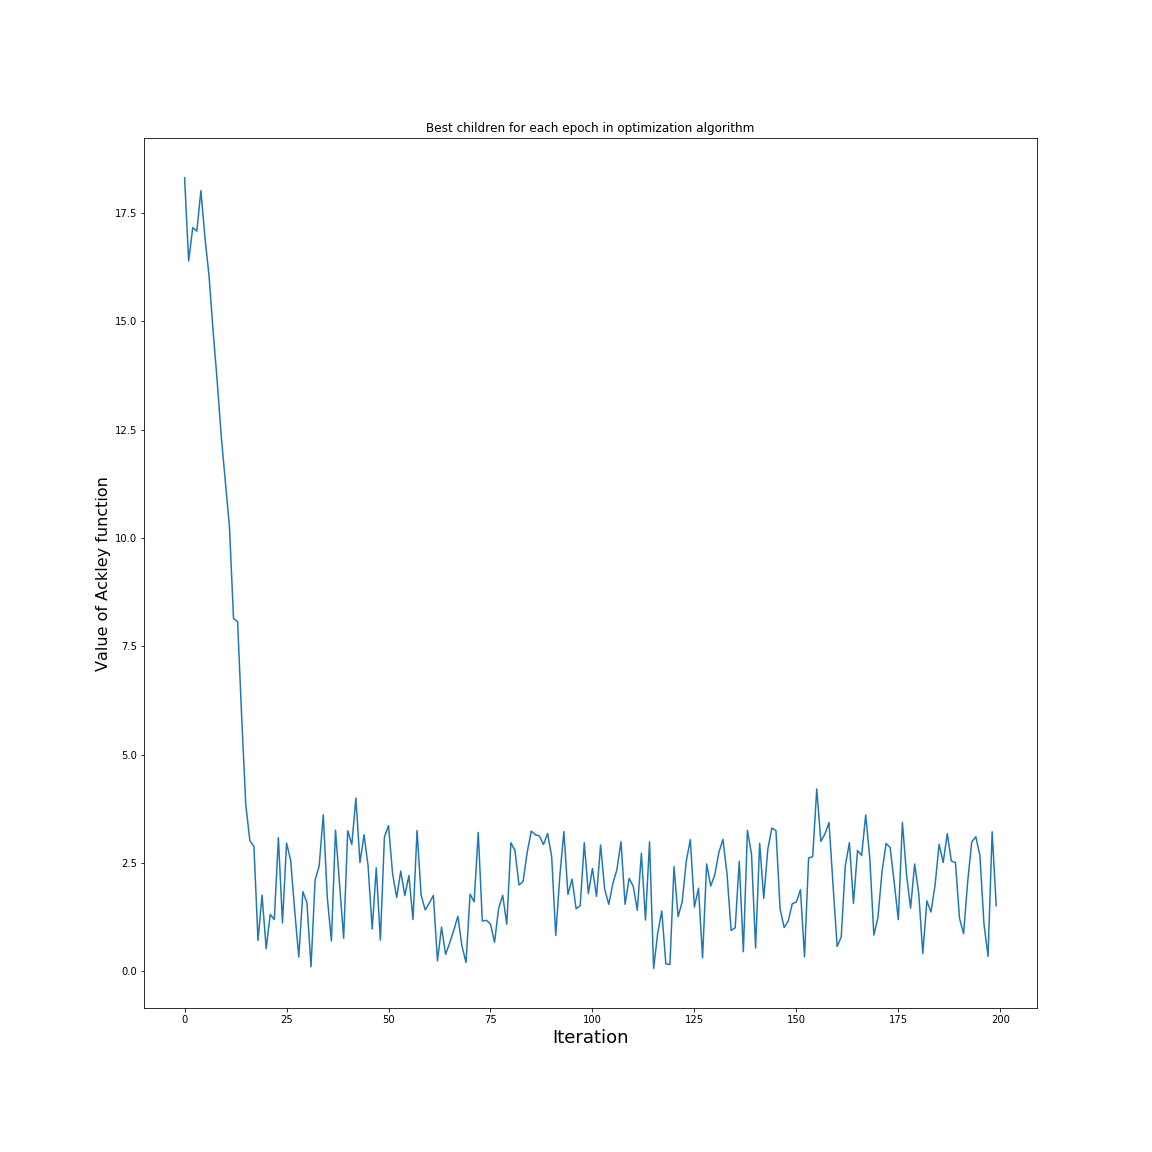 Best children for each epoch in optimization algorithm
Value of Ackley function
17.5
15.0
12.5
10.0
7.5
5.0
2.5
0.0
0 25 50 75 100 125 150 175 200
Iteration